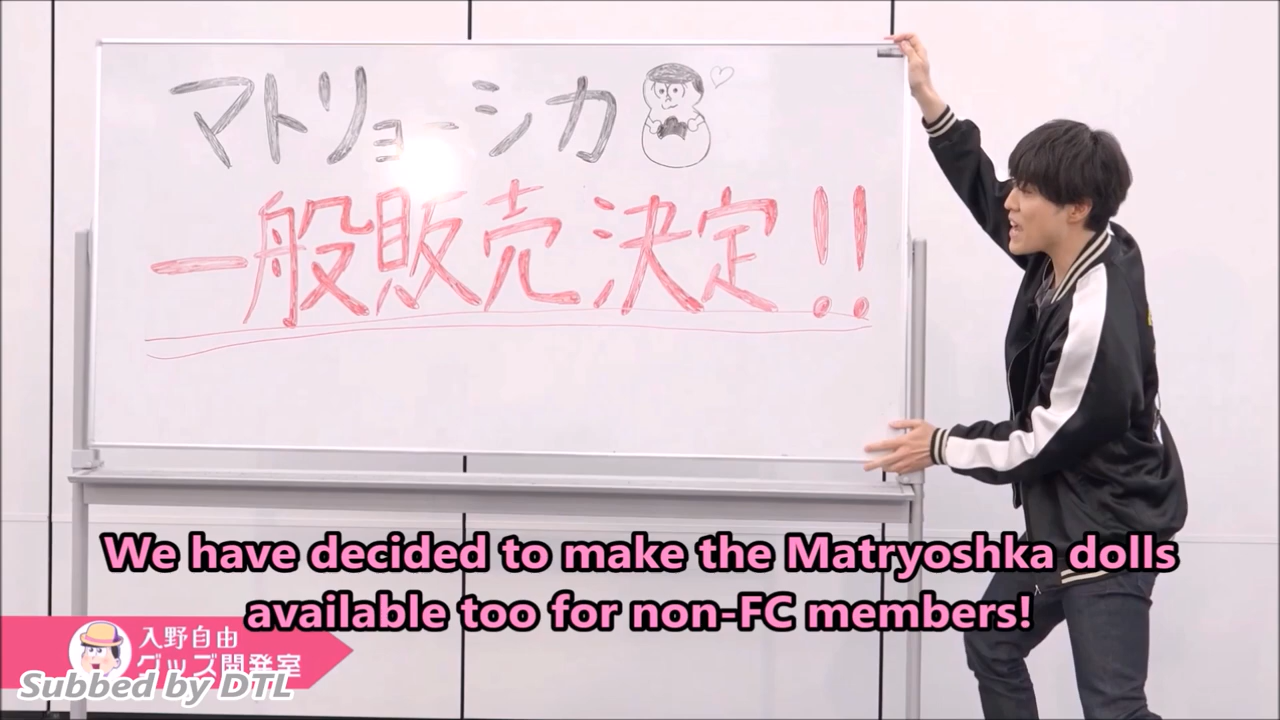 マトリョーシカ
一般販売決定!!
We have decided to make the Matryoshka dolls
available too for non-FC members!
入野自由
グッズ開発室
Subbed by DTL